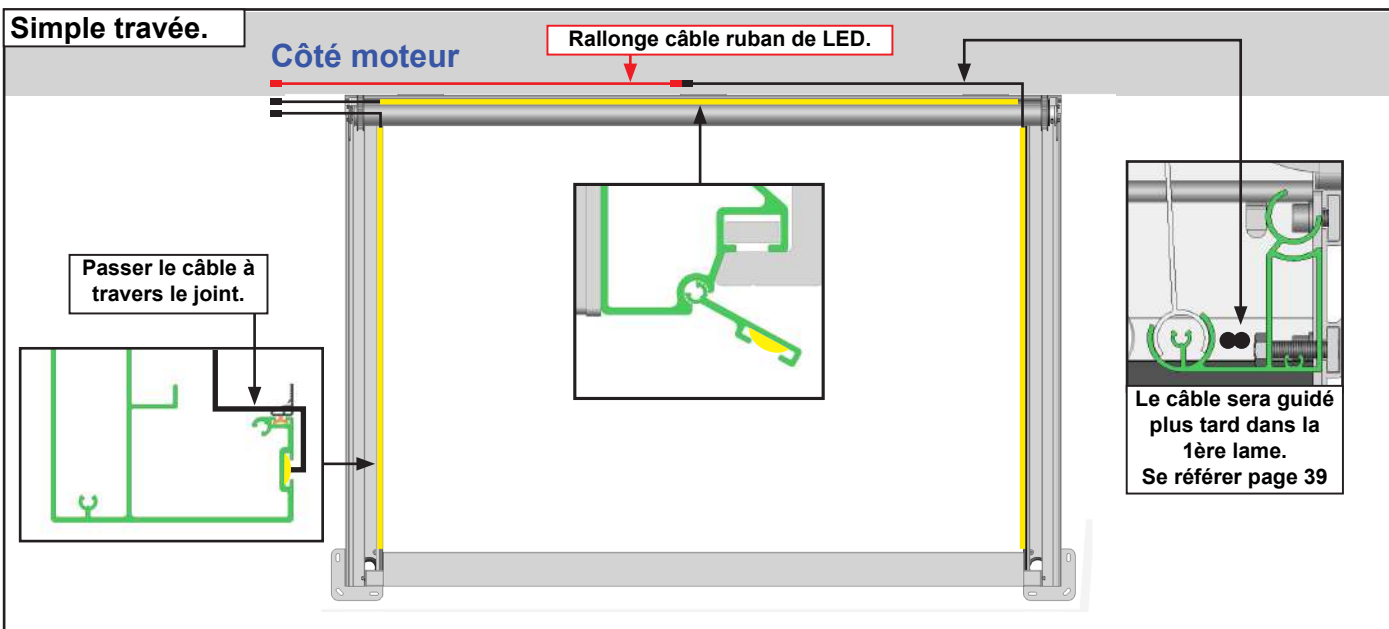 Simple travée.
Côté moteur
Rallonge câble ruban de LED.
Passer le câble à
travers le joint.
Le câble sera guidé
plus tard dans la
1ère lame.
Se référer page 39